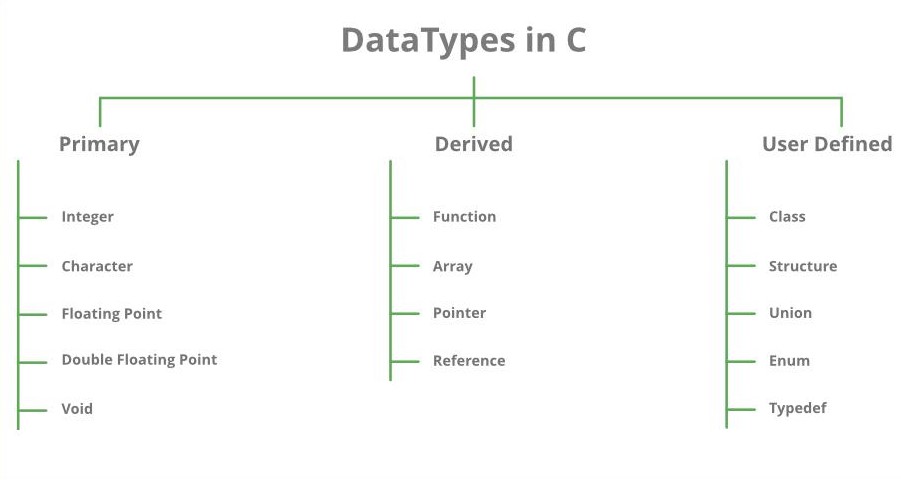 DataTypes in C
Primary
Integer
Character
Floating Point
Double Floating Point
Void
Derived
Function
Array
Pointer
Reference
User Defined
Class
Structure
Union
Enum
Typedef